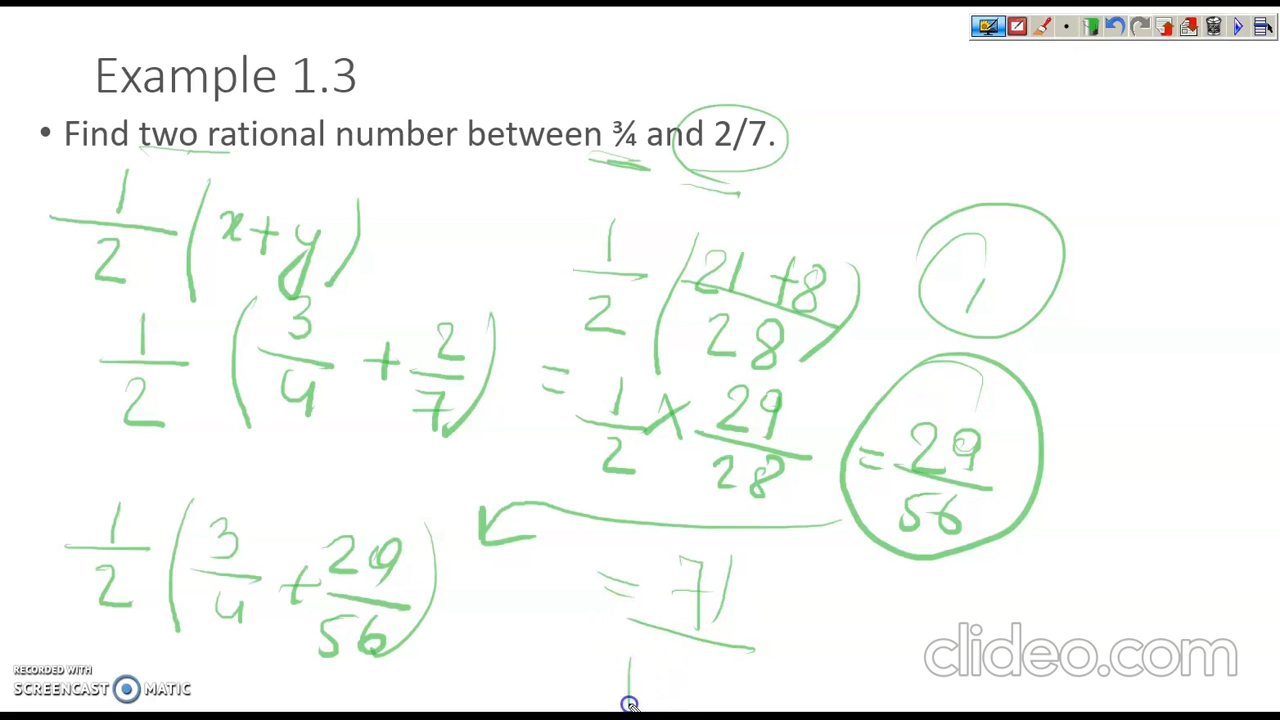 Example 1.3
• Find two rational number between ¾ and 2/7.
1/2 (x+y)
1/2 (3/4 + 2/7) = 1/2 (21+8/28)
1/2 × 29/28 = 29/56
1/2 (3/4 + 29/56) = 71/1
1
clideo.com
RECORDED WITH
SCREENCAST MATIC